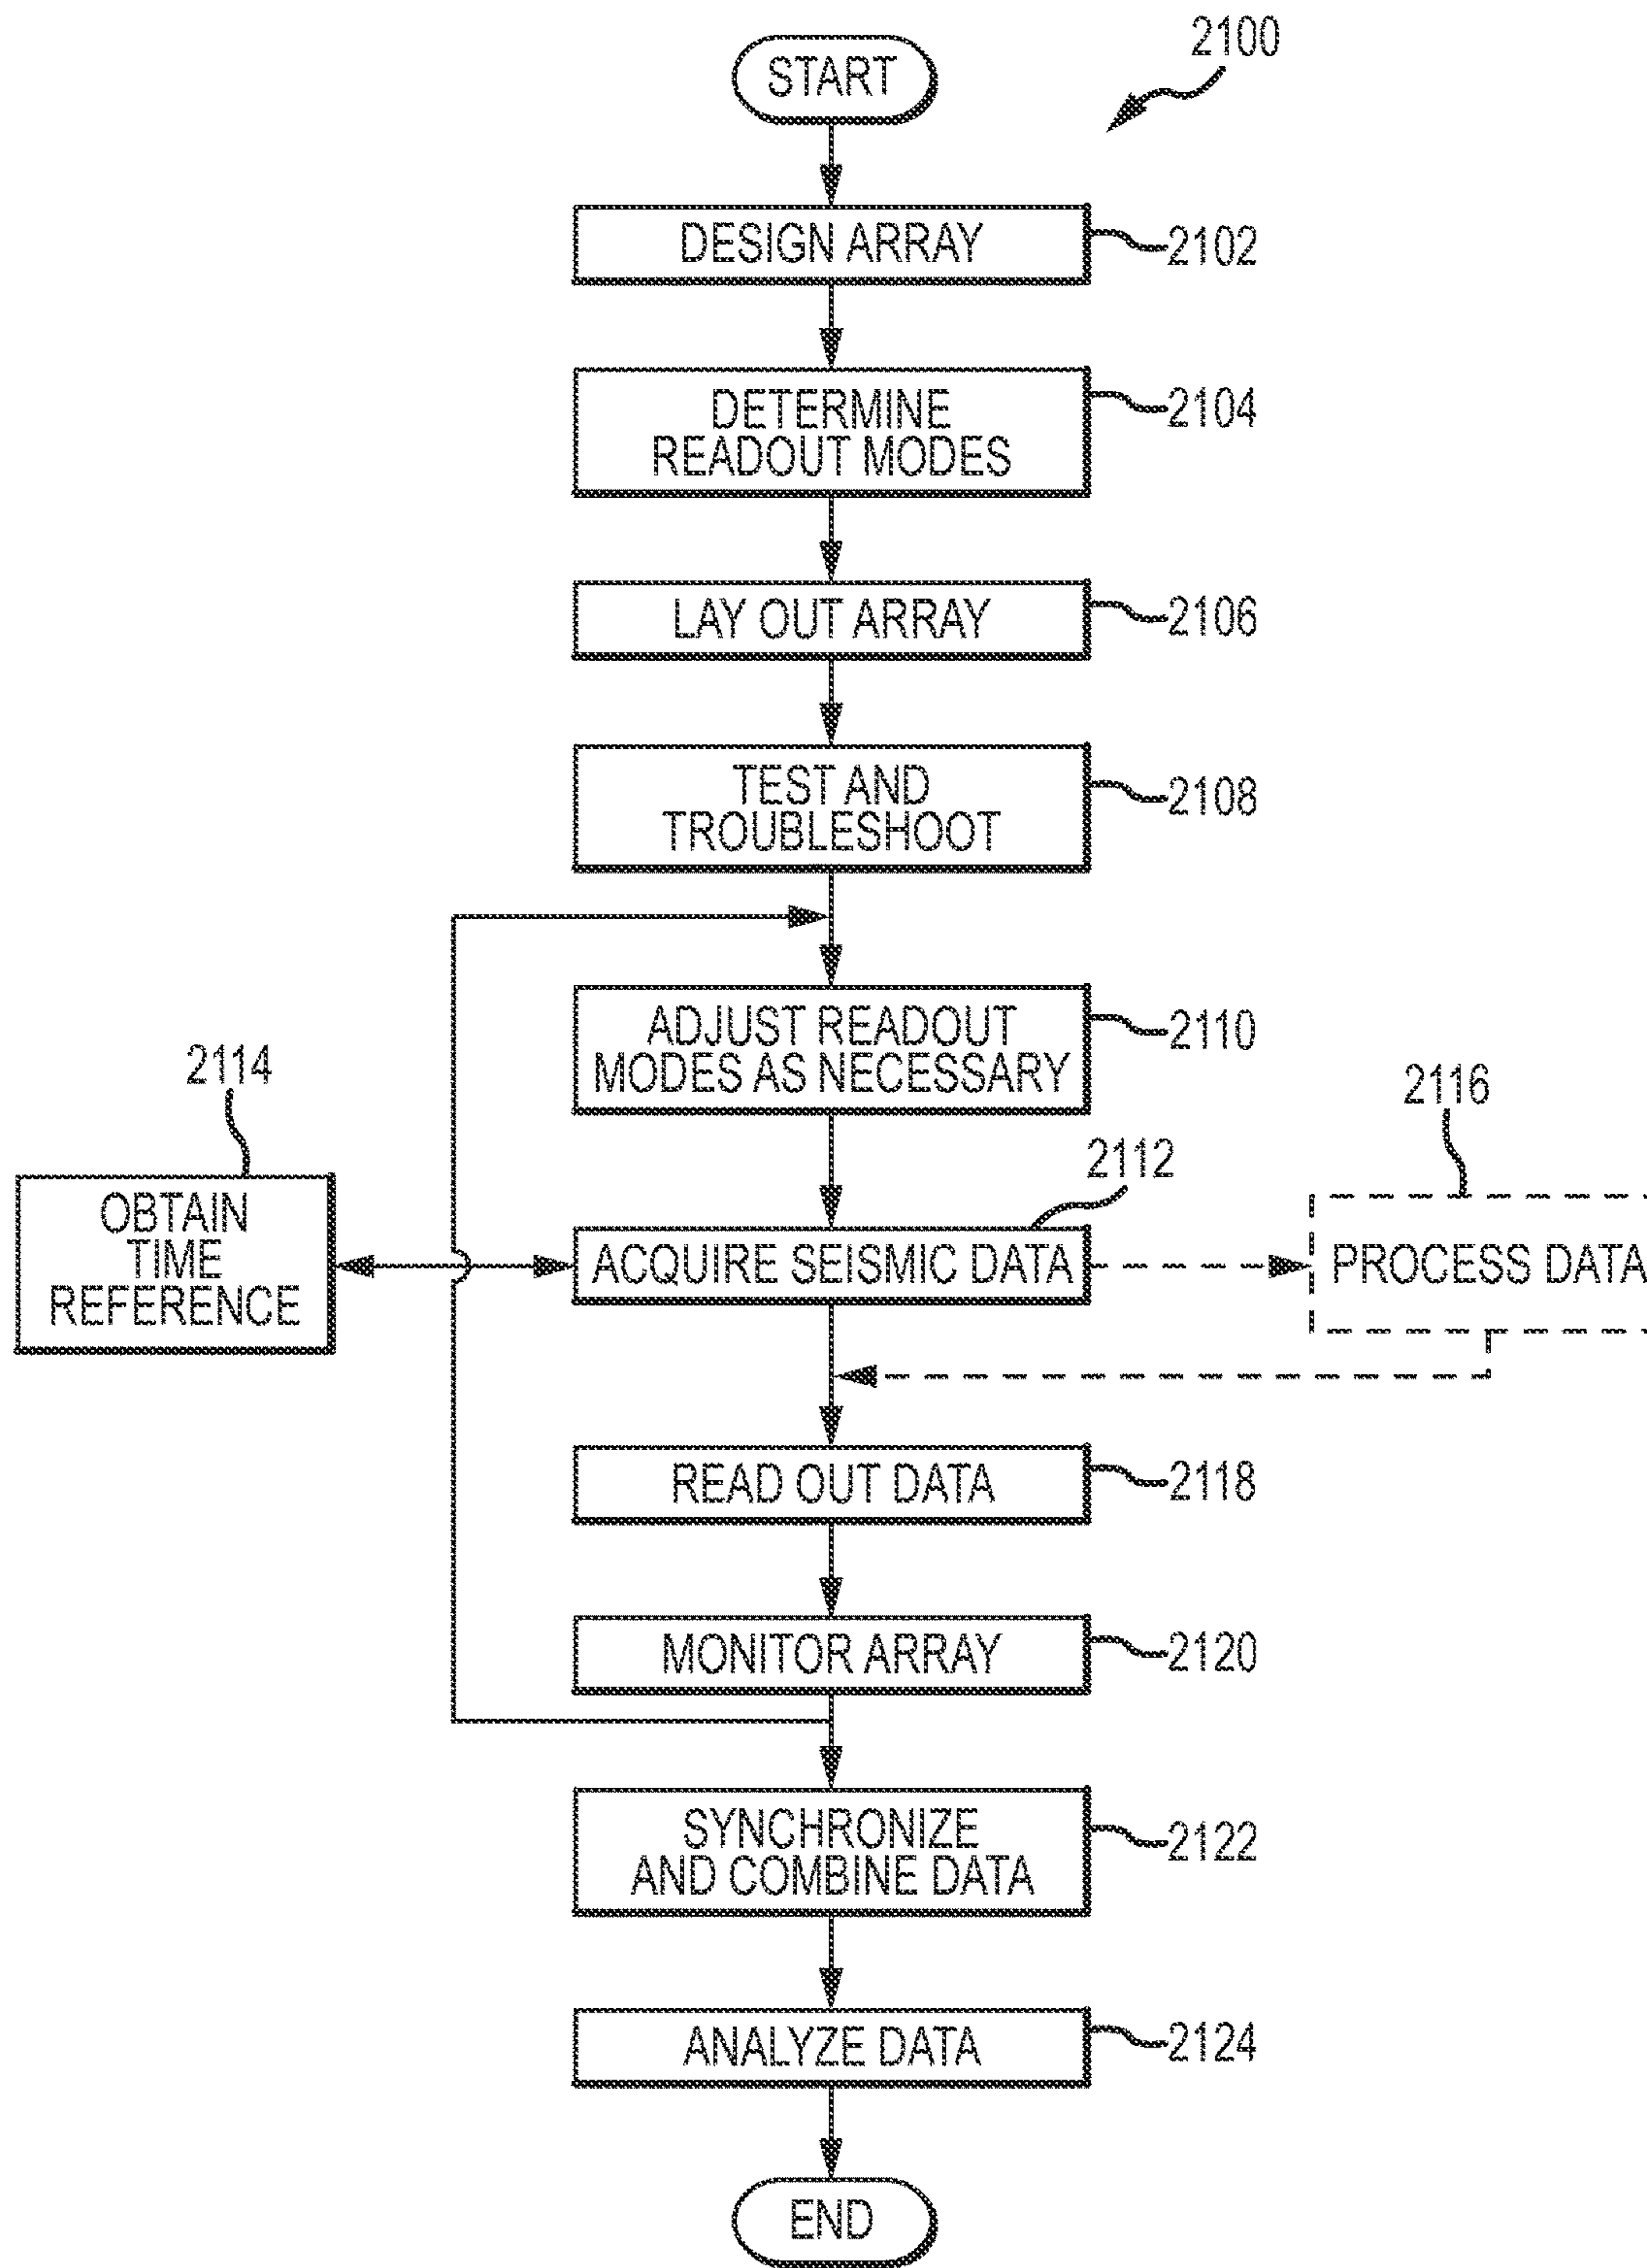 2100
START
DESIGN ARRAY
2102
DETERMINE
READOUT MODES
2104
LAY OUT ARRAY
2106
TEST AND
TROUBLESHOOT
2108
ADJUST READOUT
MODES AS NECESSARY
2110
2114
OBTAIN
TIME
REFERENCE
2112
ACQUIRE SEISMIC DATA
2116
PROCESS DATA
READ OUT DATA
2118
MONITOR ARRAY
2120
SYNCHRONIZE
AND COMBINE DATA
2122
ANALYZE DATA
2124
END